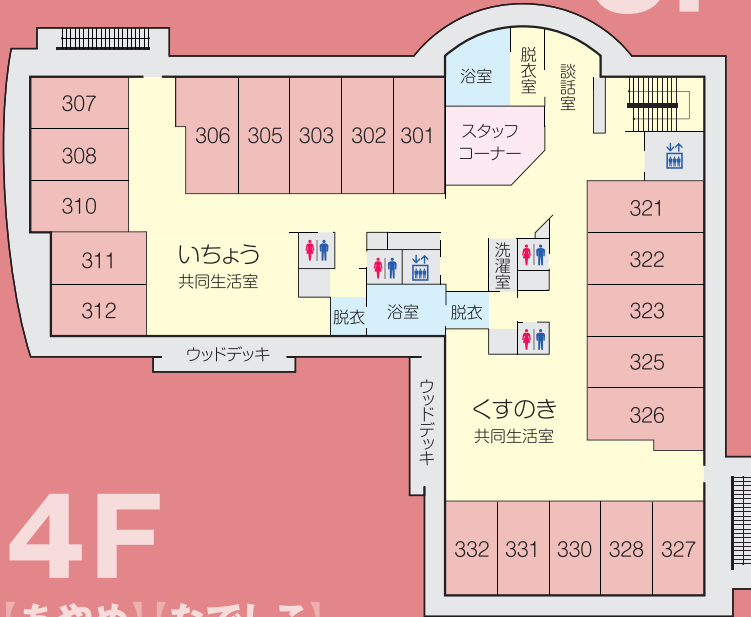 浴室
脱衣室
談話室
スタッフ
コーナー
307
308
310
311
312
306
305
303
302
301
321
322
323
325
326
いちょう
共同生活室
洗濯室
脱衣
浴室
脱衣
ウッドデッキ
ウッドデッキ
くすのき
共同生活室
332
331
330
328
327
4F